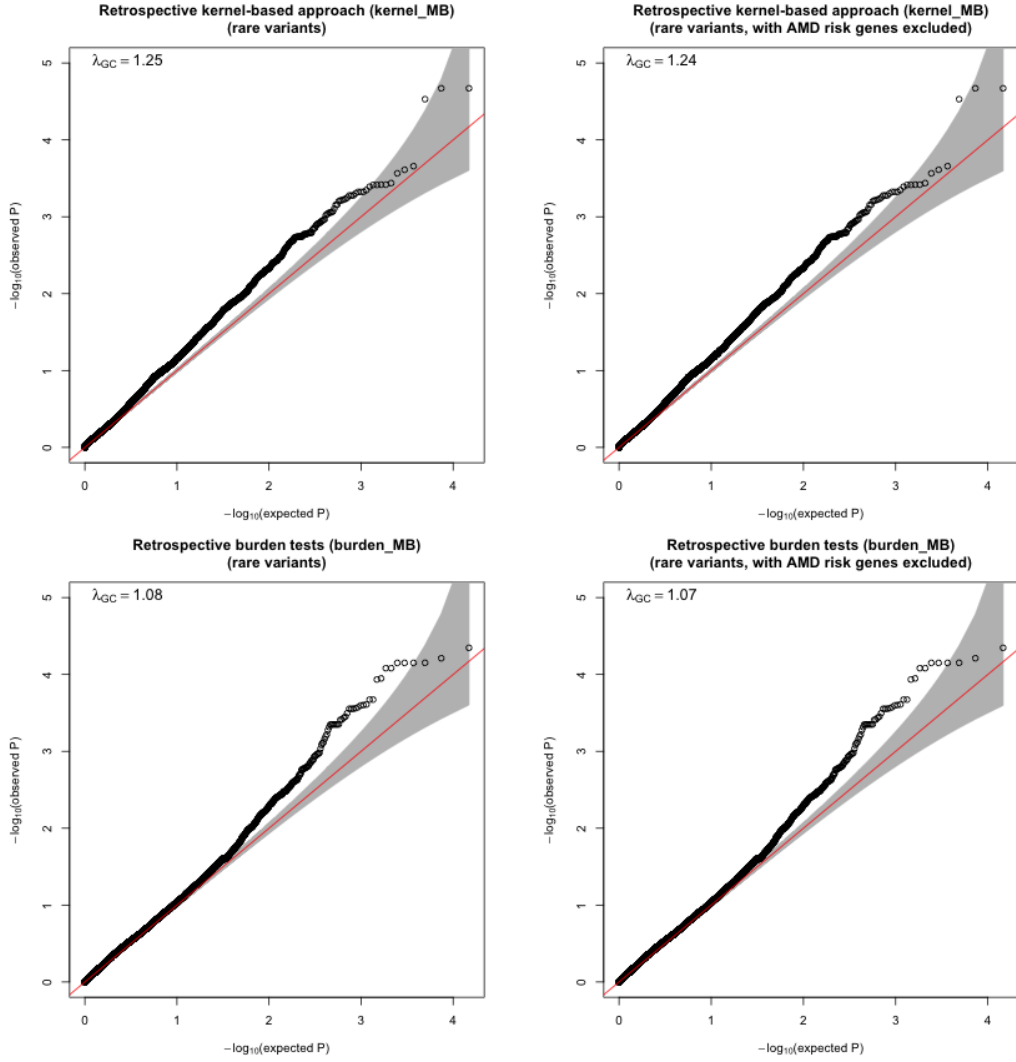 Retrospective kernel-based approach (kernel_MB)
(rare variants)
λGC = 1.25
5
4
3
2
1
0
−log10(observed P)
0 1 2 3 4
−log10(expected P)
Retrospective kernel-based approach (kernel_MB)
(rare variants, with AMD risk genes excluded)
λGC = 1.24
5
4
3
2
1
0
−log10(observed P)
0 1 2 3 4
−log10(expected P)
Retrospective burden tests (burden_MB)
(rare variants)
λGC = 1.08
5
4
3
2
1
0
−log10(observed P)
0 1 2 3 4
−log10(expected P)
Retrospective burden tests (burden_MB)
(rare variants, with AMD risk genes excluded)
λGC = 1.07
5
4
3
2
1
0
−log10(observed P)
0 1 2 3 4
−log10(expected P)